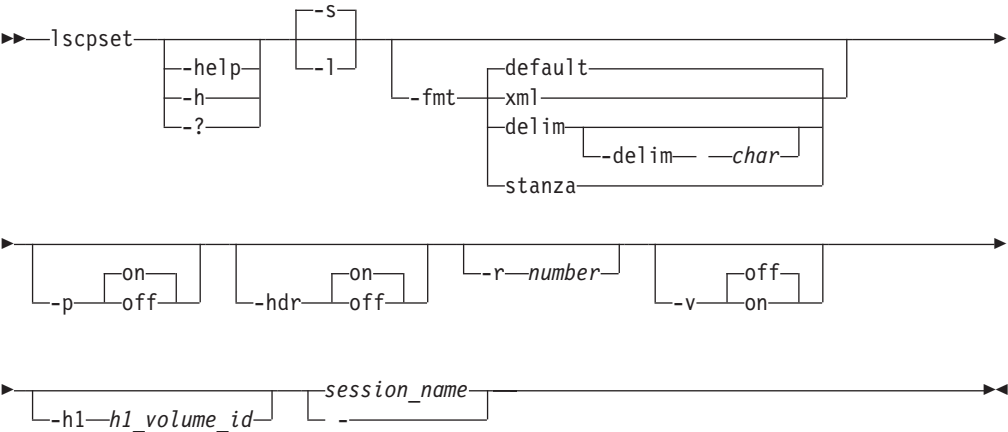 -s
lscpset
-help -l default
-h -fmt xml
-? delim
-delim char
stanza
on on -r number off
-p off -hdr off -v on
session_name
-h1 h1_volume_id -